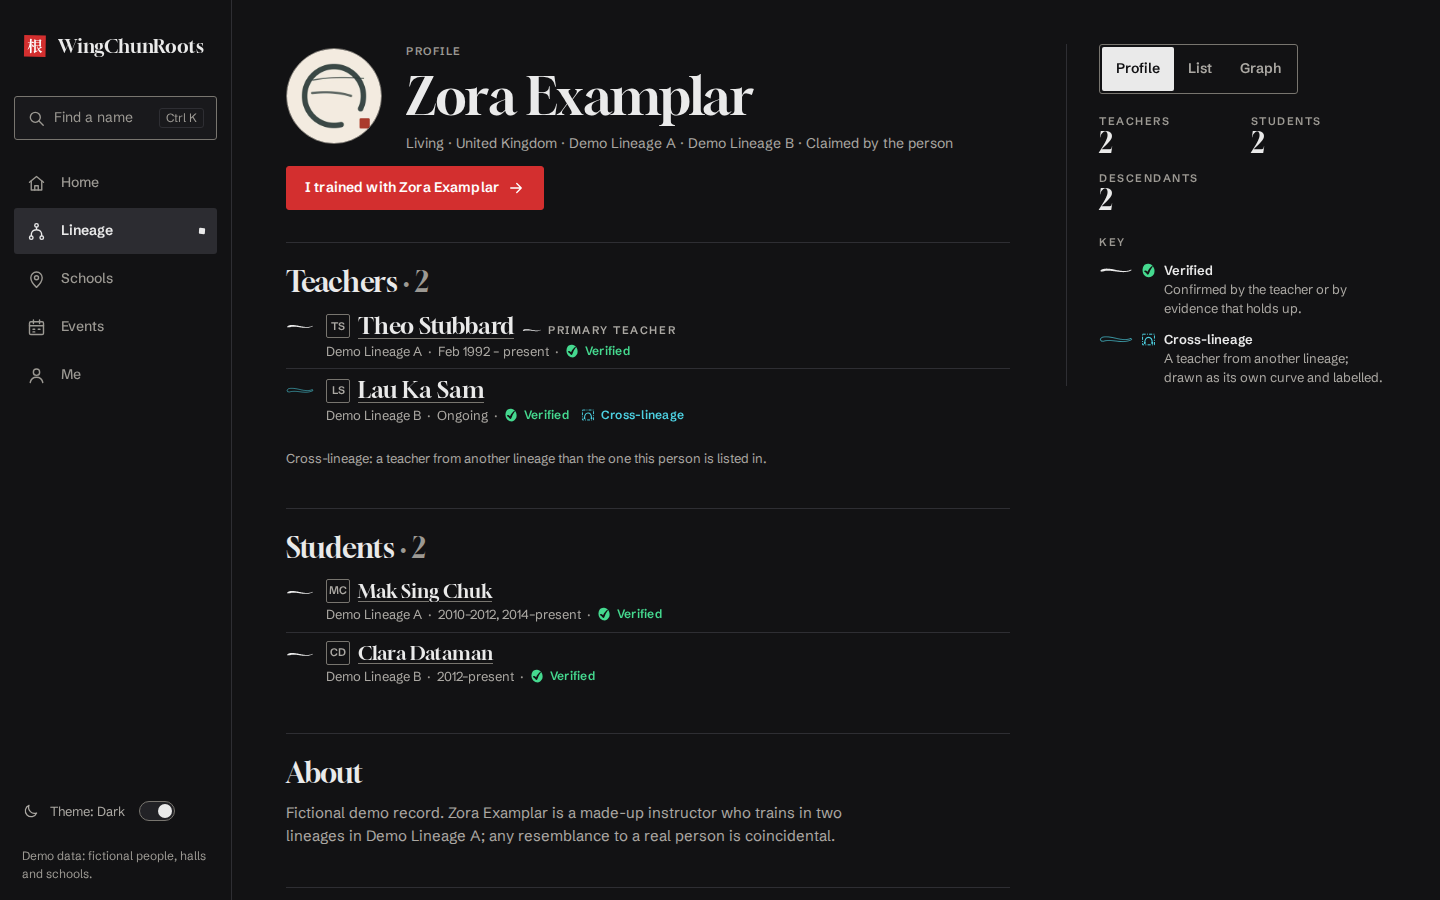 根 WingChunRoots
Find a name Ctrl K
Home
Lineage
Schools
Events
Me
Theme: Dark
Demo data: fictional people, halls
and schools.
PROFILE
Zora Examplar
Living · United Kingdom · Demo Lineage A · Demo Lineage B · Claimed by the person
I trained with Zora Examplar →
Teachers · 2
TS Theo Stubbard PRIMARY TEACHER
Demo Lineage A · Feb 1992 – present · Verified
LS Lau Ka Sam
Demo Lineage B · Ongoing · Verified Cross-lineage
Cross-lineage: a teacher from another lineage than the one this person is listed in.
Students · 2
MC Mak Sing Chuk
Demo Lineage A · 2010–2012, 2014–present · Verified
CD Clara Dataman
Demo Lineage B · 2012–present · Verified
About
Fictional demo record. Zora Examplar is a made-up instructor who trains in two
lineages in Demo Lineage A; any resemblance to a real person is coincidental.
Profile List Graph
TEACHERS STUDENTS
2 2
DESCENDANTS
2
KEY
Verified
Confirmed by the teacher or by
evidence that holds up.
Cross-lineage
A teacher from another lineage;
drawn as its own curve and labelled.